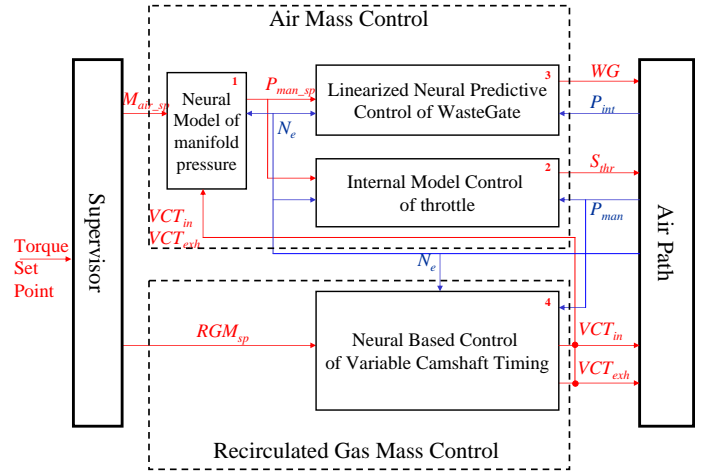 Air Mass Control
1
Neural
Model of
manifold
pressure
M_air_sp
P_man_sp
N_e
3
Linearized Neural Predictive
Control of WasteGate
WG
P_int
2
Internal Model Control
of throttle
S_thr
P_man
VCT_in
VCT_exh
Supervisor
Air Path
Torque
Set
Point
N_e
4
RGM_sp
Neural Based Control
of Variable Camshaft Timing
VCT_in
VCT_exh
Recirculated Gas Mass Control